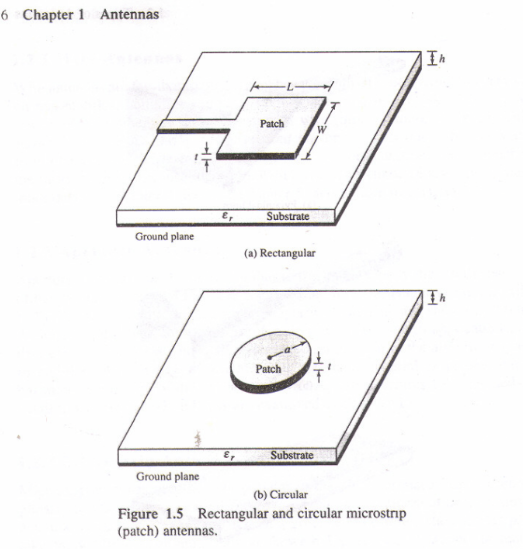 6 Chapter 1 Antennas
h
L
Patch
W
t
εr Substrate
Ground plane
(a) Rectangular
h
a
Patch
t
εr Substrate
Ground plane
(b) Circular
Figure 1.5 Rectangular and circular microstrip
(patch) antennas.